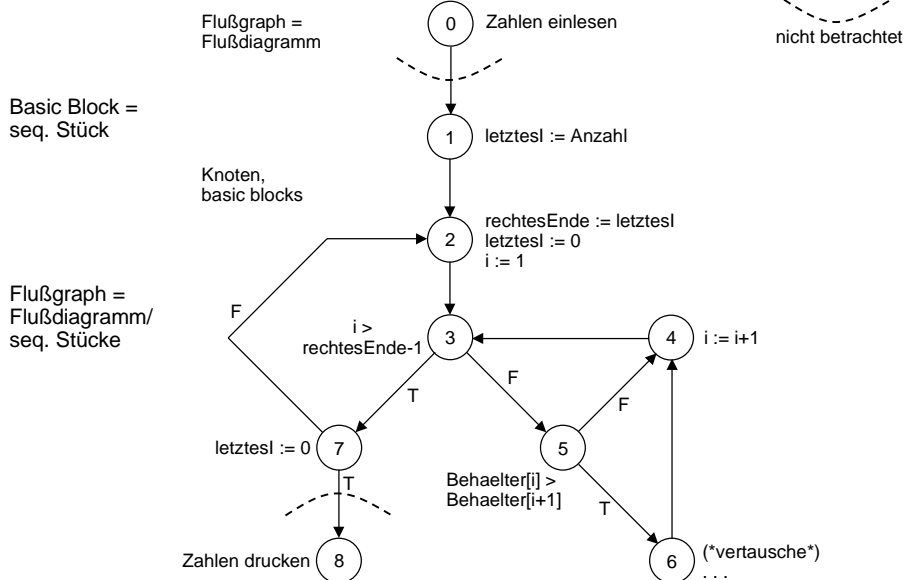 Flußgraph =
Flußdiagramm
0
Zahlen einlesen
nicht betrachtet
Basic Block =
seq. Stück
1
letztesI := Anzahl
Knoten,
basic blocks
2
rechtesEnde := letztesI
letztesI := 0
i := 1
Flußgraph =
Flußdiagramm/
seq. Stücke
F
i >
rechtesEnde-1
3
4
i := i+1
T
F
F
letztesI := 0
7
5
T
Behaelter[i] >
Behaelter[i+1]
T
Zahlen drucken
8
6
(*vertausche*)
. . .